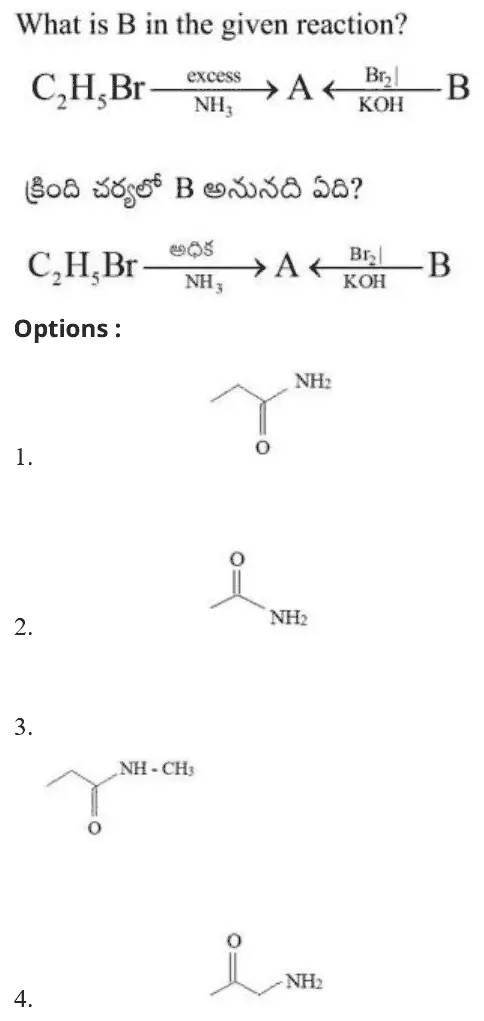 What is B in the given reaction?
C₂H₅Br —excess/NH₃→ A ←Br₂|/KOH— B
క్రింది చర్యలో B అనునది ఏది?
C₂H₅Br —అధిక/NH₃→ A ←Br₂|/KOH— B
Options :
NH₂
O
1.
O
NH₂
2.
3.
NH - CH₃
O
O
NH₂
4.